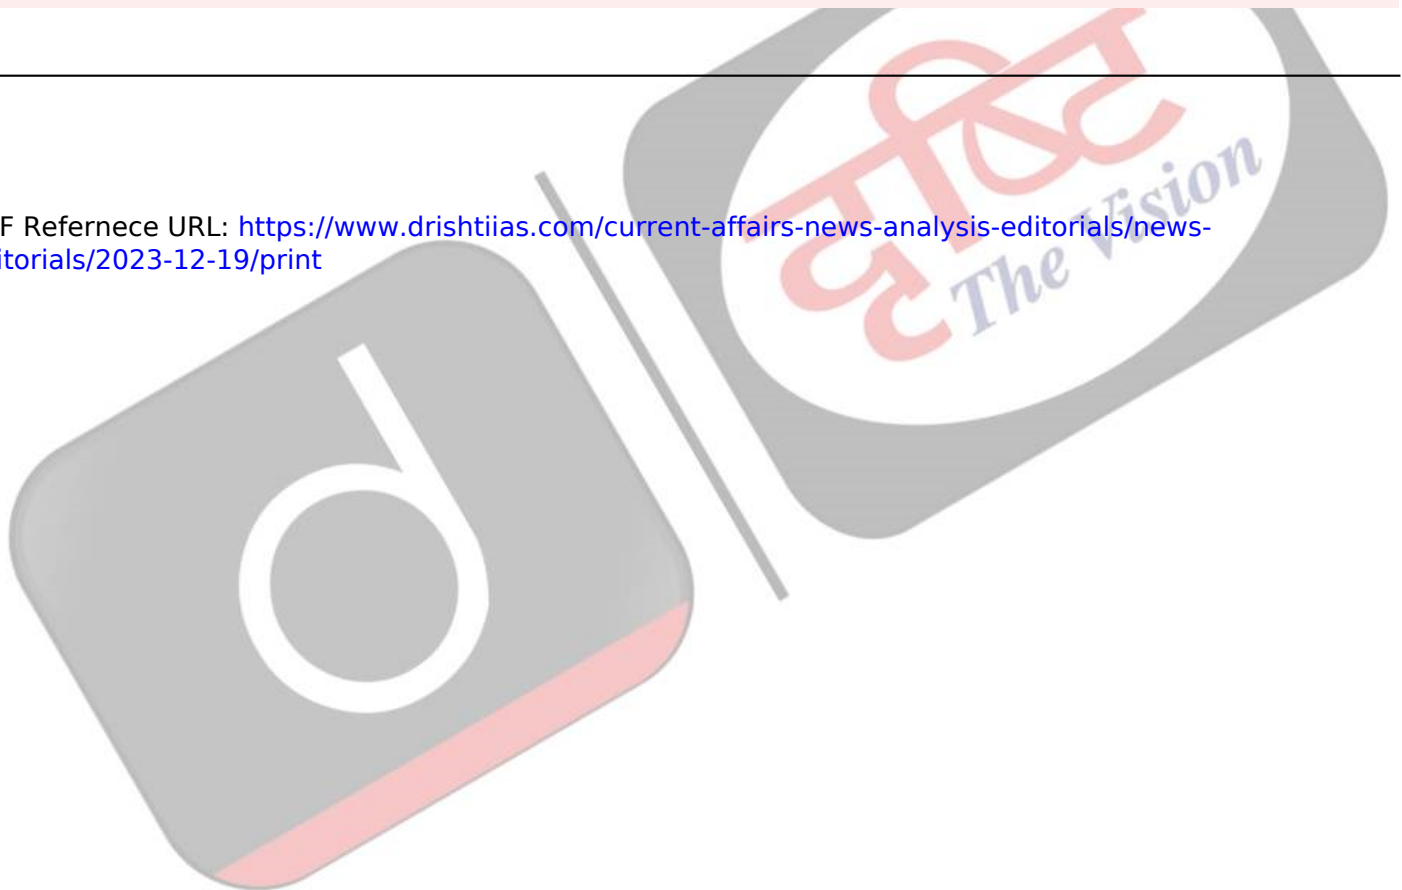 दृष्टि
The Vision
F Refernece URL: https://www.drishtiias.com/current-affairs-news-analysis-editorials/news-
itorials/2023-12-19/print
d